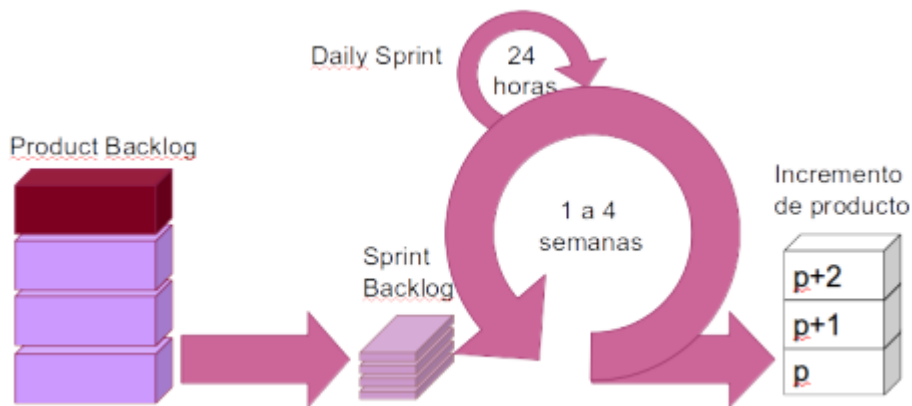 Daily Sprint
24
horas
Product Backlog
1 a 4
semanas
Sprint
Backlog
Incremento
de producto
p+2
p+1
p